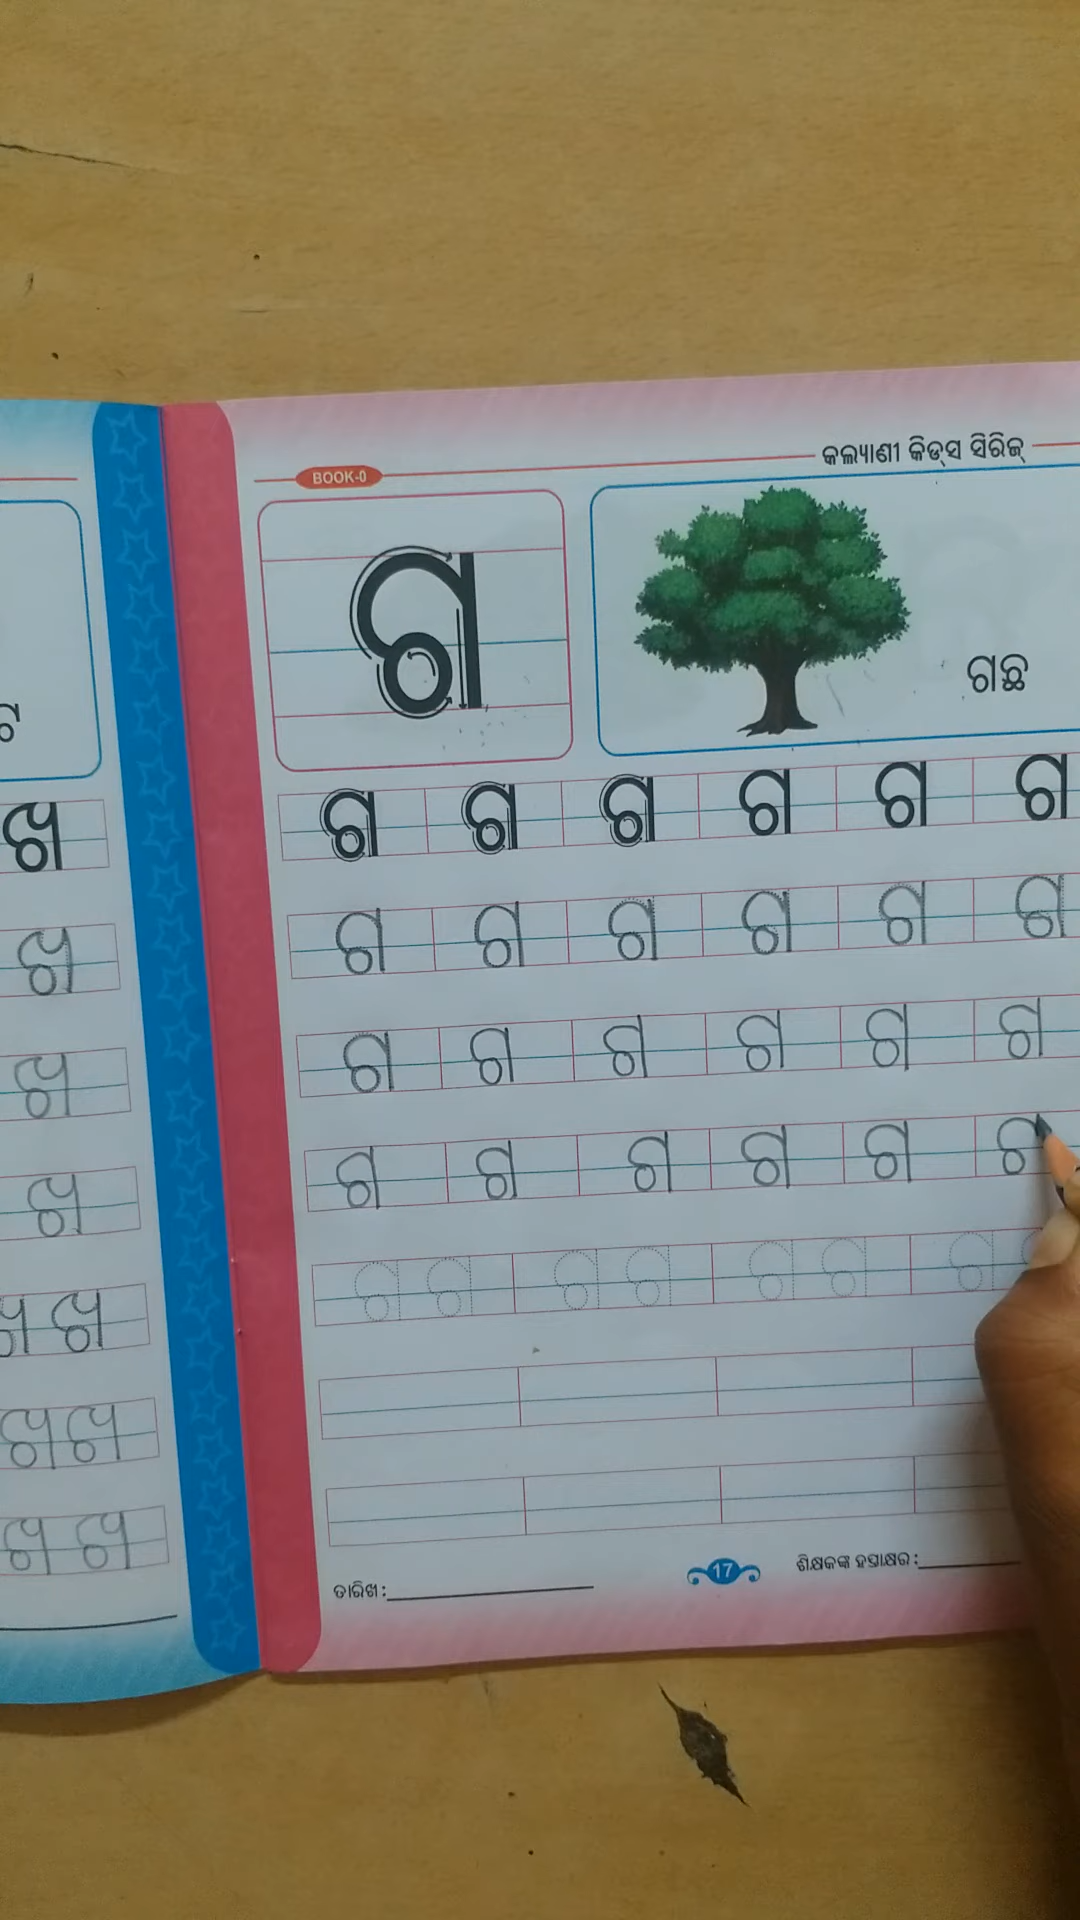 BOOK-0
କଲ୍ୟାଣୀ କିଡ୍‌ସ ସିରିଜ୍
ଗ
ଗଛ
ଗ ଗ ଗ ଗ ଗ ଗ
ଗ ଗ ଗ ଗ ଗ ଗ
ଗ ଗ ଗ ଗ ଗ ଗ
ଗ ଗ ଗ ଗ ଗ
ଗ ଗ ଗ ଗ ଗ ଗ ଗ
ତାରିଖ :
17
ଶିକ୍ଷକଙ୍କ ହସ୍ତାକ୍ଷର :
ଖ
ଖ
ଖ
ଖ
ଖ ଖ
ଖ ଖ
ଖ ଖ